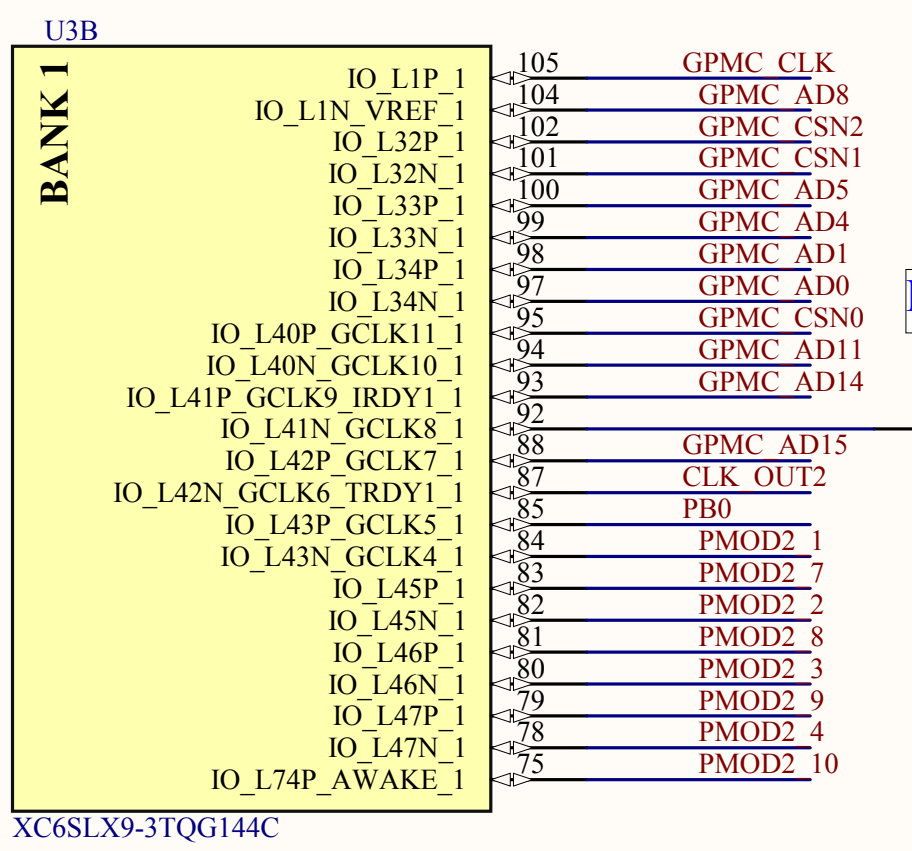 U3B
BANK 1
IO_L1P_1 105 GPMC_CLK
IO_L1N_VREF_1 104 GPMC_AD8
IO_L32P_1 102 GPMC_CSN2
IO_L32N_1 101 GPMC_CSN1
IO_L33P_1 100 GPMC_AD5
IO_L33N_1 99 GPMC_AD4
IO_L34P_1 98 GPMC_AD1
IO_L34N_1 97 GPMC_AD0
IO_L40P_GCLK11_1 95 GPMC_CSN0
IO_L40N_GCLK10_1 94 GPMC_AD11
IO_L41P_GCLK9_IRDY1_1 93 GPMC_AD14
IO_L41N_GCLK8_1 92
IO_L42P_GCLK7_1 88 GPMC_AD15
IO_L42N_GCLK6_TRDY1_1 87 CLK_OUT2
IO_L43P_GCLK5_1 85 PB0
IO_L43N_GCLK4_1 84 PMOD2_1
IO_L45P_1 83 PMOD2_7
IO_L45N_1 82 PMOD2_2
IO_L46P_1 81 PMOD2_8
IO_L46N_1 80 PMOD2_3
IO_L47P_1 79 PMOD2_9
IO_L47N_1 78 PMOD2_4
IO_L74P_AWAKE_1 75 PMOD2_10
XC6SLX9-3TQG144C